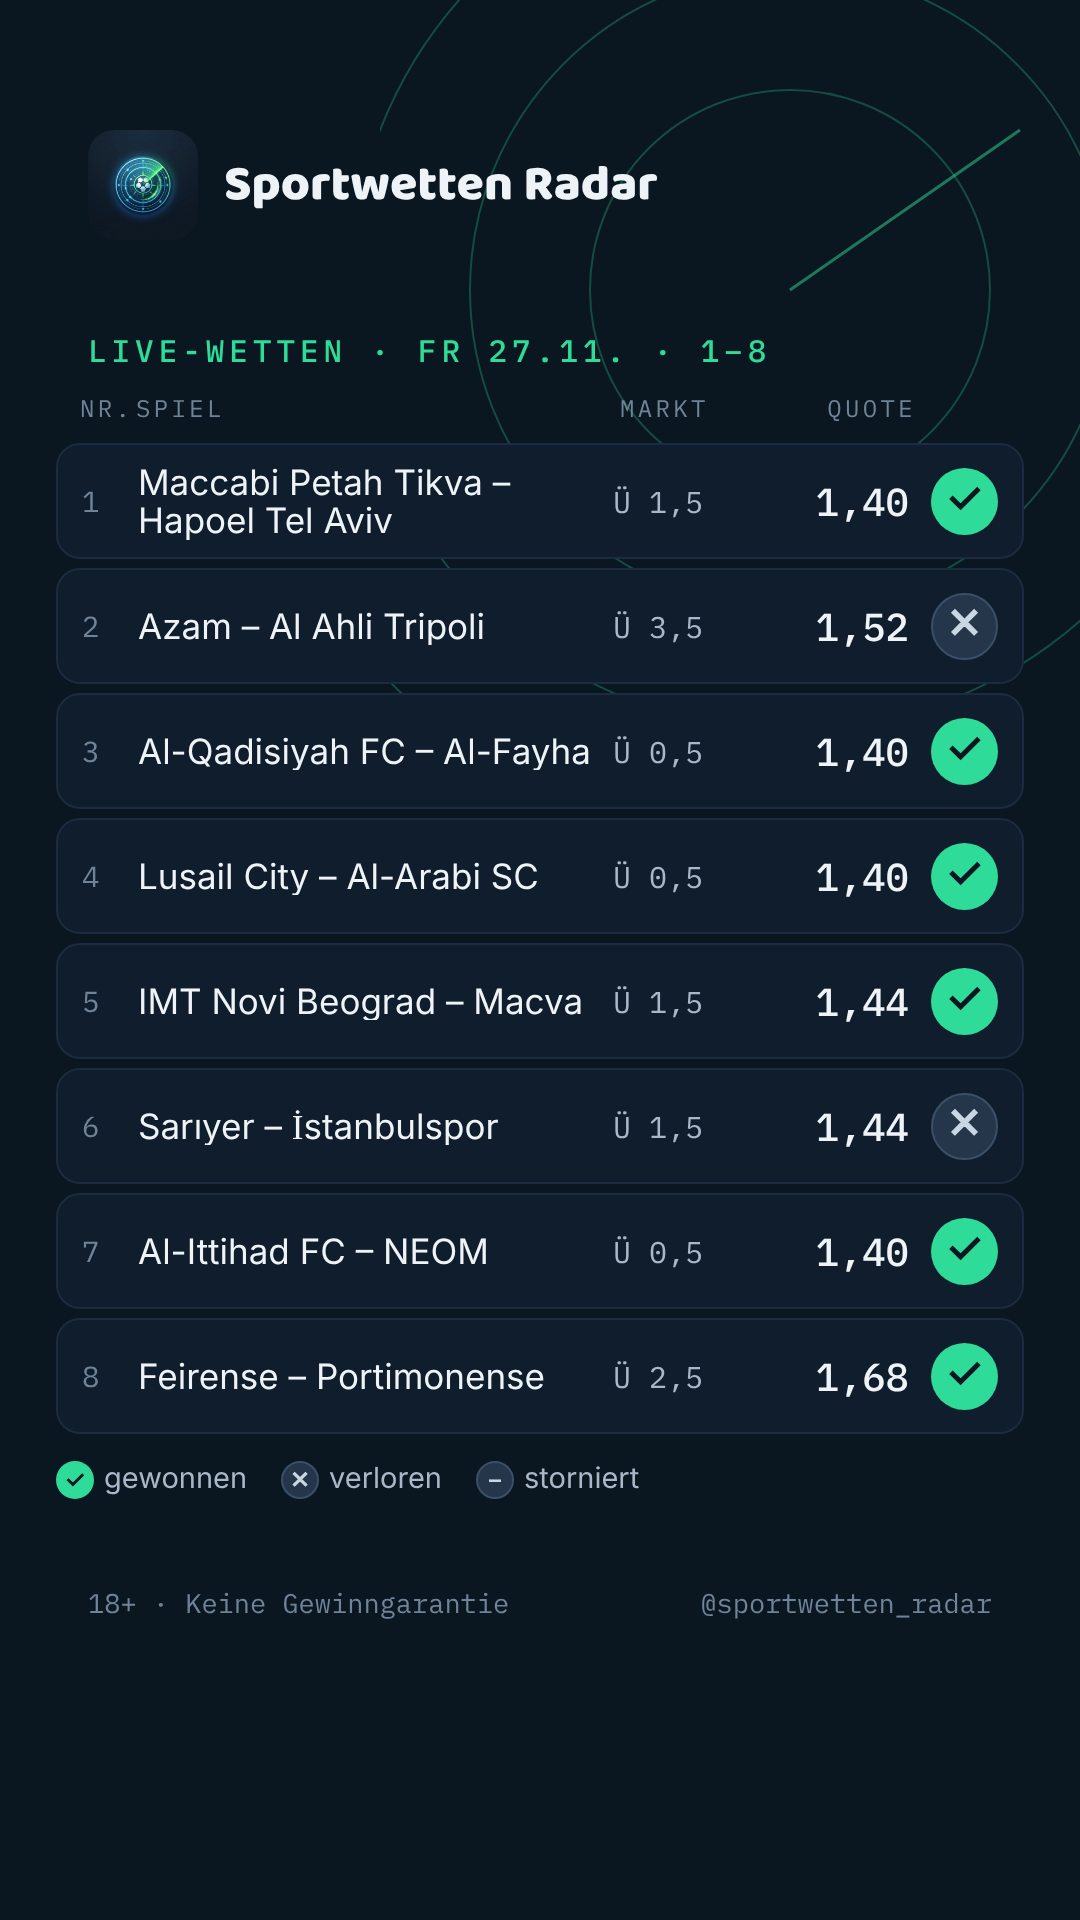 Sportwetten Radar
LIVE-WETTEN · FR 27.11. · 1–8
NR. SPIEL MARKT QUOTE
1 Maccabi Petah Tikva – Ü 1,5 1,40
Hapoel Tel Aviv
2 Azam – Al Ahli Tripoli Ü 3,5 1,52
3 Al-Qadisiyah FC – Al-Fayha Ü 0,5 1,40
4 Lusail City – Al-Arabi SC Ü 0,5 1,40
5 IMT Novi Beograd – Macva Ü 1,5 1,44
6 Sarıyer – İstanbulspor Ü 1,5 1,44
7 Al-Ittihad FC – NEOM Ü 0,5 1,40
8 Feirense – Portimonense Ü 2,5 1,68
gewonnen verloren storniert
18+ · Keine Gewinngarantie @sportwetten_radar